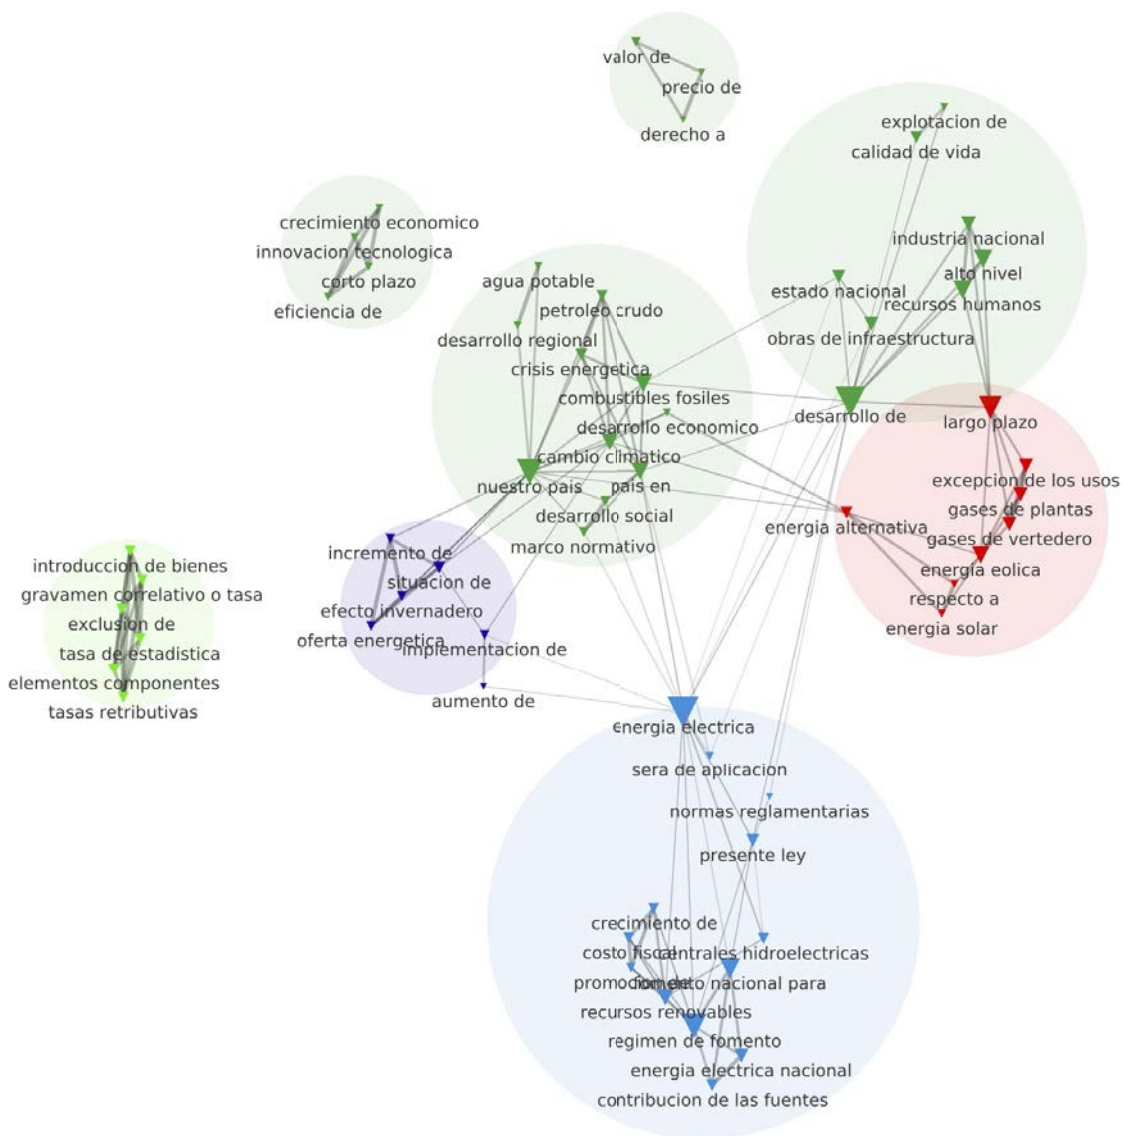 valor de
precio de
derecho a
explotacion de
calidad de vida
crecimiento economico
innovacion tecnologica
corto plazo
eficiencia de
industria nacional
alto nivel
recursos humanos
estado nacional
obras de infraestructura
desarrollo de
agua potable
petroleo crudo
desarrollo regional
crisis energetica
combustibles fosiles
desarrollo economico
cambio climatico
nuestro pais
pais en
desarrollo social
marco normativo
largo plazo
excepcion de los usos
gases de plantas
energia alternativa
gases de vertedero
energia eolica
respecto a
energia solar
introduccion de bienes
gravamen correlativo o tasa
exclusion de
tasa de estadistica
elementos componentes
tasas retributivas
incremento de
situacion de
efecto invernadero
oferta energetica
implementacion de
aumento de
energia electrica
sera de aplicacion
normas reglamentarias
presente ley
crecimiento de
costo fiscal
centrales hidroelectricas
promocion de
fomento nacional para
recursos renovables
regimen de fomento
energia electrica nacional
contribucion de las fuentes